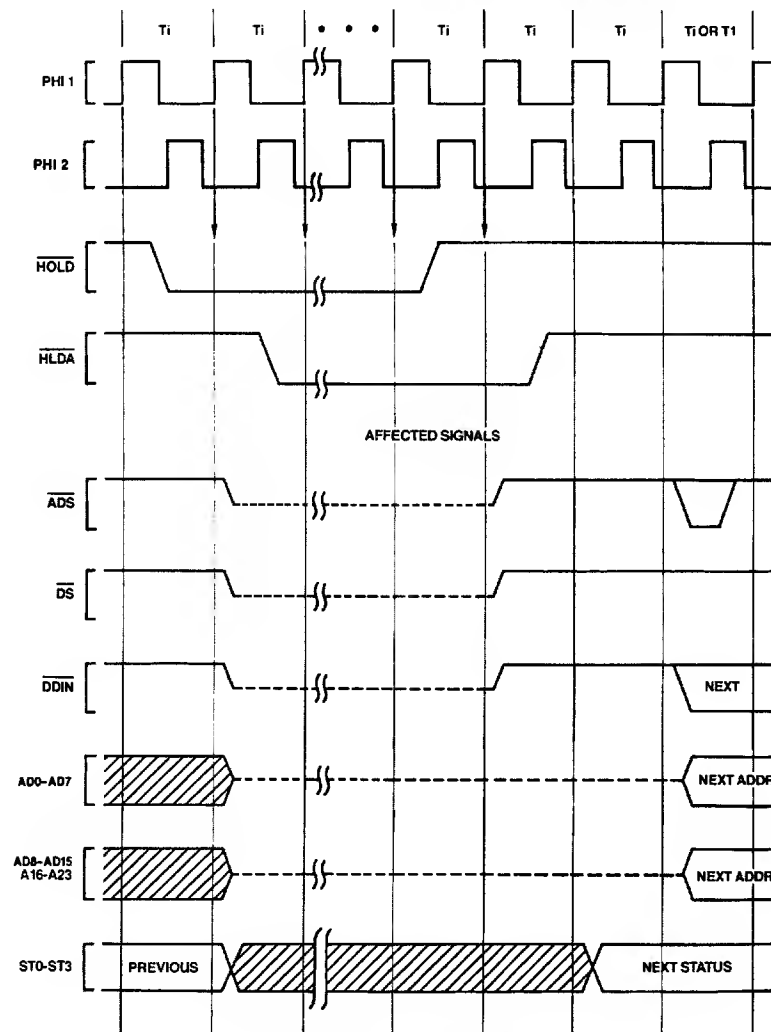 Ti Ti • • • Ti Ti Ti Ti OR T1
PHI 1
PHI 2
HOLD
HLDA
AFFECTED SIGNALS
ADS
DS
DDIN
NEXT
AD0–AD7
NEXT ADDR
AD8–AD15
A16–A23
NEXT ADDR
ST0-ST3
PREVIOUS
NEXT STATUS